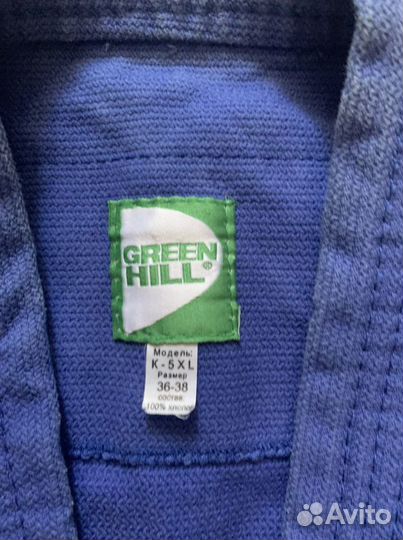 GREEN
HILL®
Модель:
K-5XL
Размер
36-38
состав:
100% хлопок
Avito